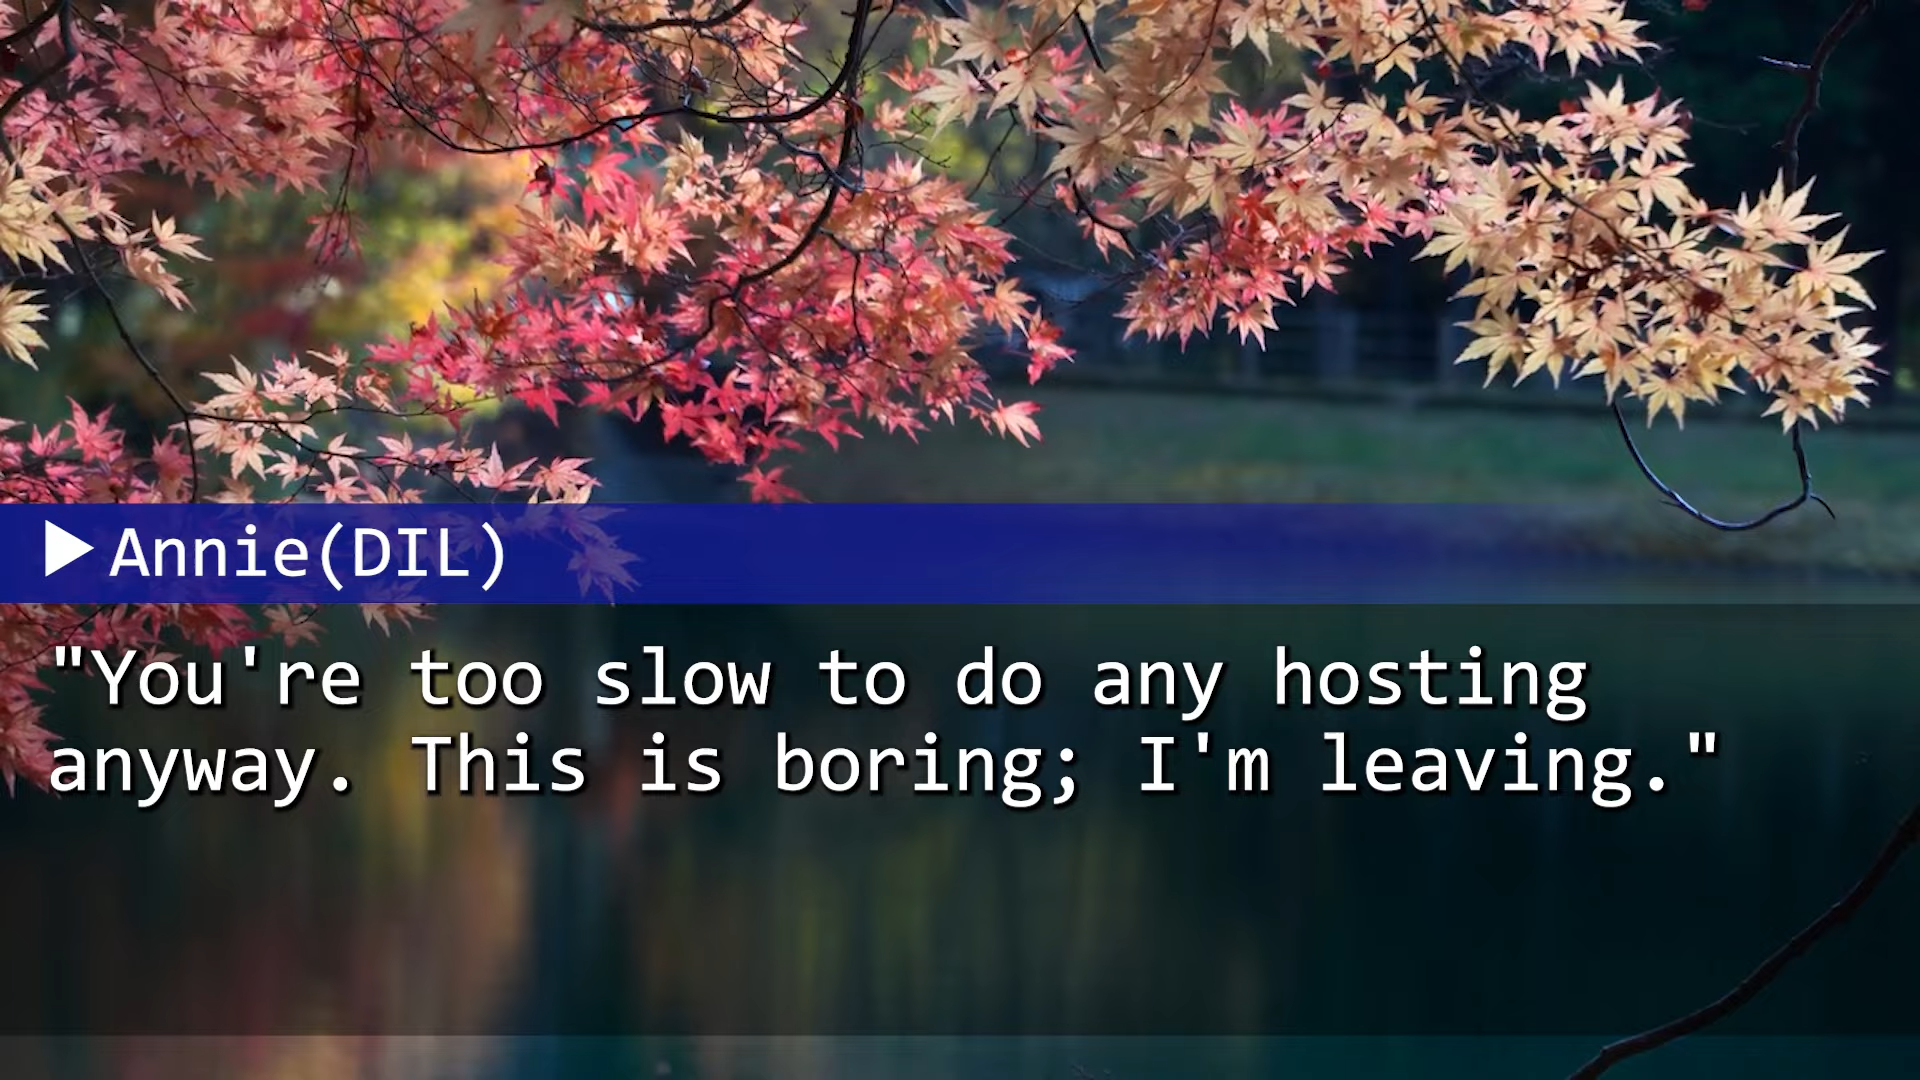 Annie(DIL)
"You're too slow to do any hosting
anyway. This is boring; I'm leaving."